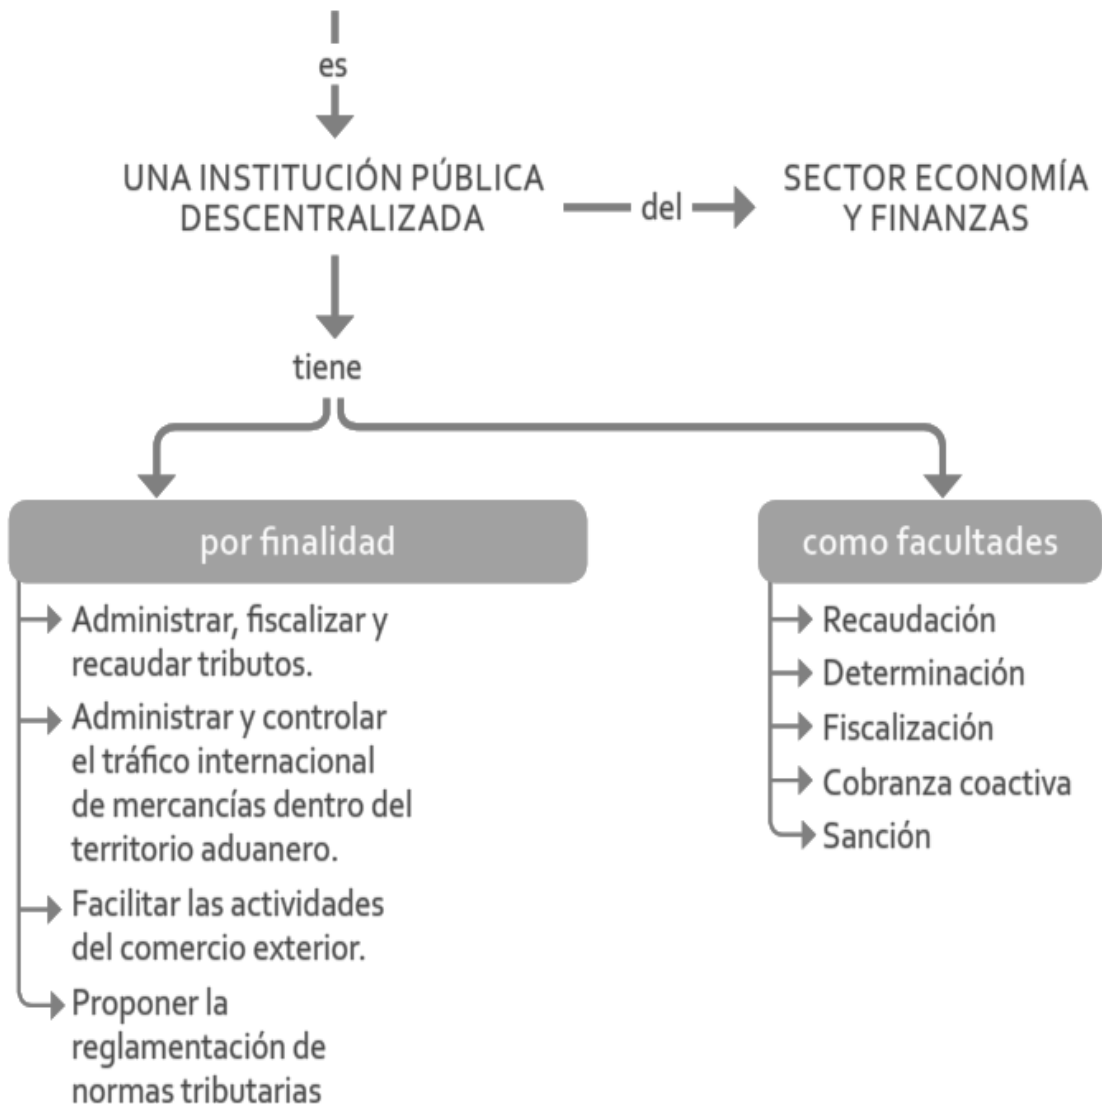 es
UNA INSTITUCIÓN PÚBLICA
DESCENTRALIZADA
del
SECTOR ECONOMÍA
Y FINANZAS
tiene
por finalidad
Administrar, fiscalizar y
recaudar tributos.
Administrar y controlar
el tráfico internacional
de mercancías dentro del
territorio aduanero.
Facilitar las actividades
del comercio exterior.
Proponer la
reglamentación de
normas tributarias
como facultades
Recaudación
Determinación
Fiscalización
Cobranza coactiva
Sanción